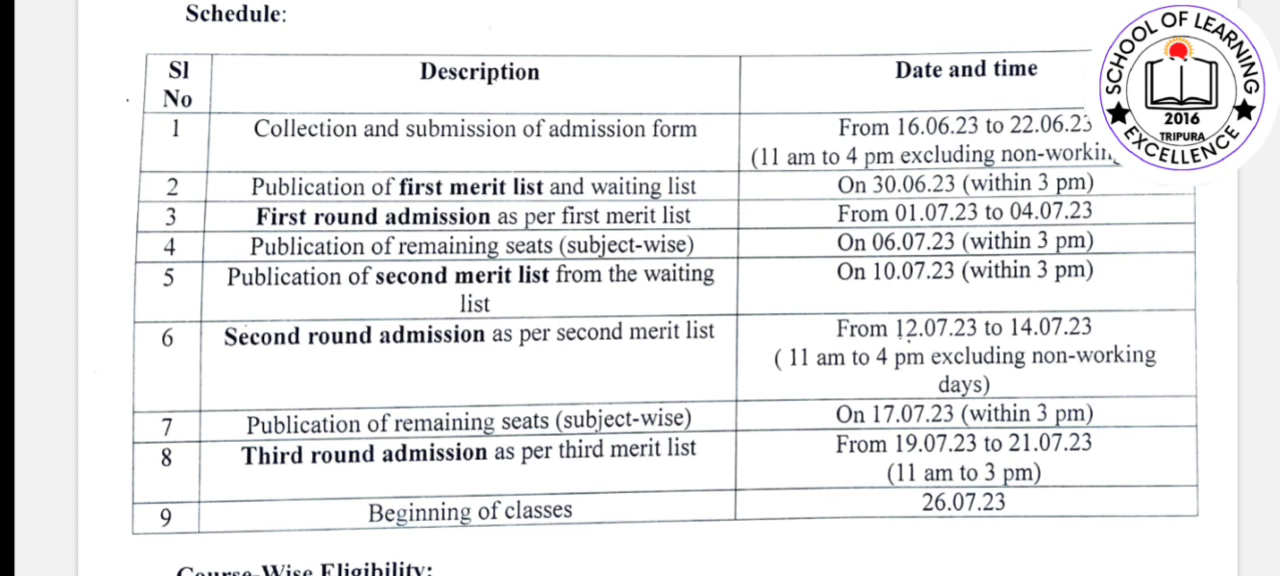 Schedule:
Sl No Description Date and time
1 Collection and submission of admission form From 16.06.23 to 22.06.23
(11 am to 4 pm excluding
2 Publication of first merit list and waiting list On 30.06.23 (within 3 pm)
3 First round admission as per first merit list From 01.07.23 to 04.07.23
4 Publication of remaining seats (subject-wise) On 06.07.23 (within 3 pm)
5 Publication of second merit list from the waiting list On 10.07.23 (within 3 pm)
6 Second round admission as per second merit list From 12.07.23 to 14.07.23
( 11 am to 4 pm excluding non-working
days)
7 Publication of remaining seats (subject-wise) On 17.07.23 (within 3 pm)
8 Third round admission as per third merit list From 19.07.23 to 21.07.23
(11 am to 3 pm)
9 Beginning of classes 26.07.23
Course-Wise Eligibility:
SCHOOL OF LEARNING
2016
TRIPURA
EXCELLENCE